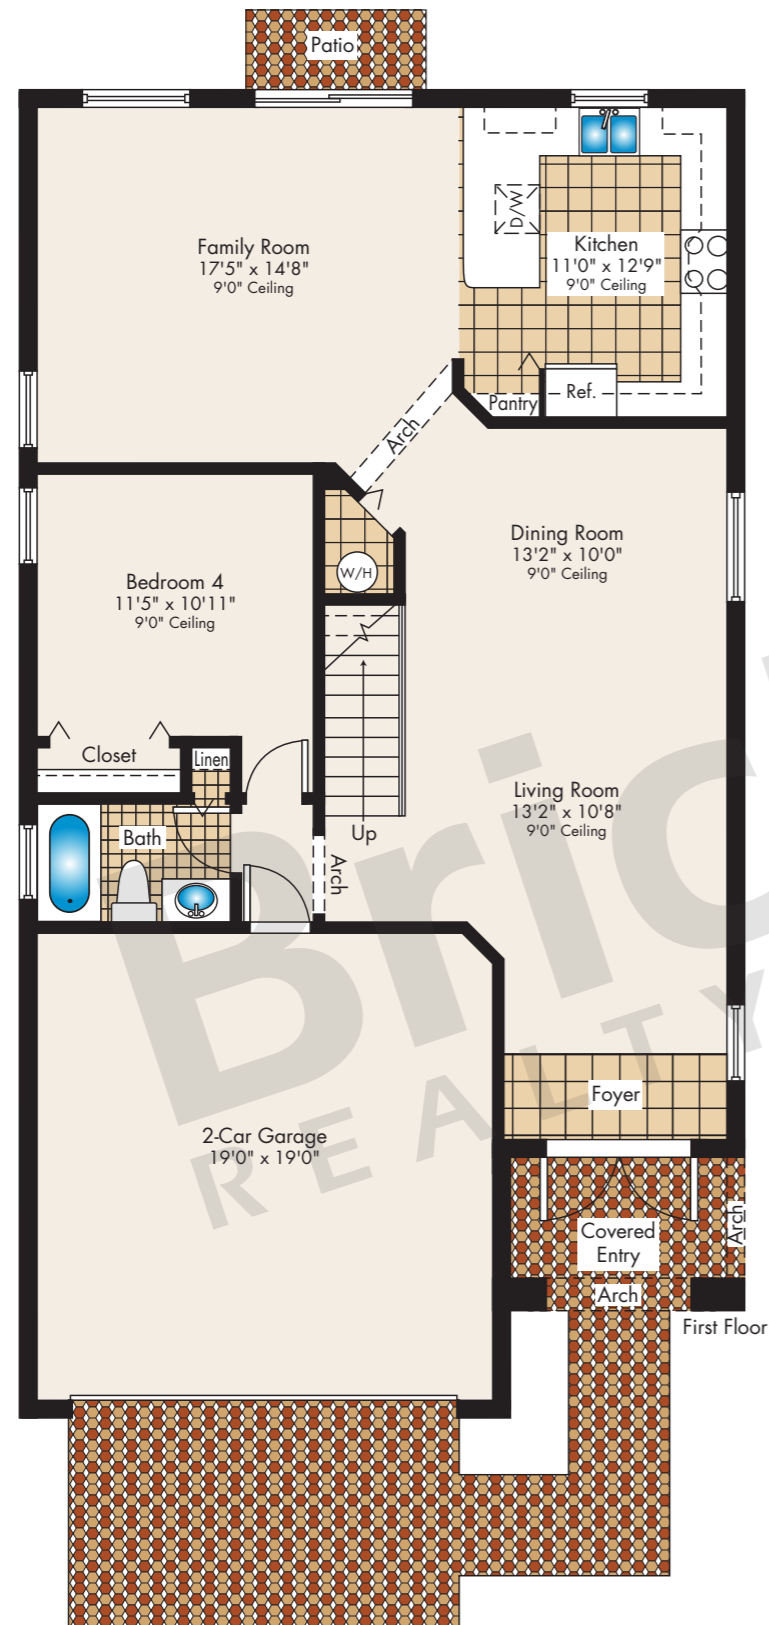 Patio
Family Room
17'5" x 14'8"
9'0" Ceiling
D/W
Kitchen
11'0" x 12'9"
9'0" Ceiling
Pantry
Ref.
Arch
Dining Room
13'2" x 10'0"
9'0" Ceiling
W/H
Bedroom 4
11'5" x 10'11"
9'0" Ceiling
Closet
Linen
Living Room
13'2" x 10'8"
9'0" Ceiling
Up
Bath
Arch
Foyer
2-Car Garage
19'0" x 19'0"
Covered
Entry
Arch
Arch
First Floor
REALTY